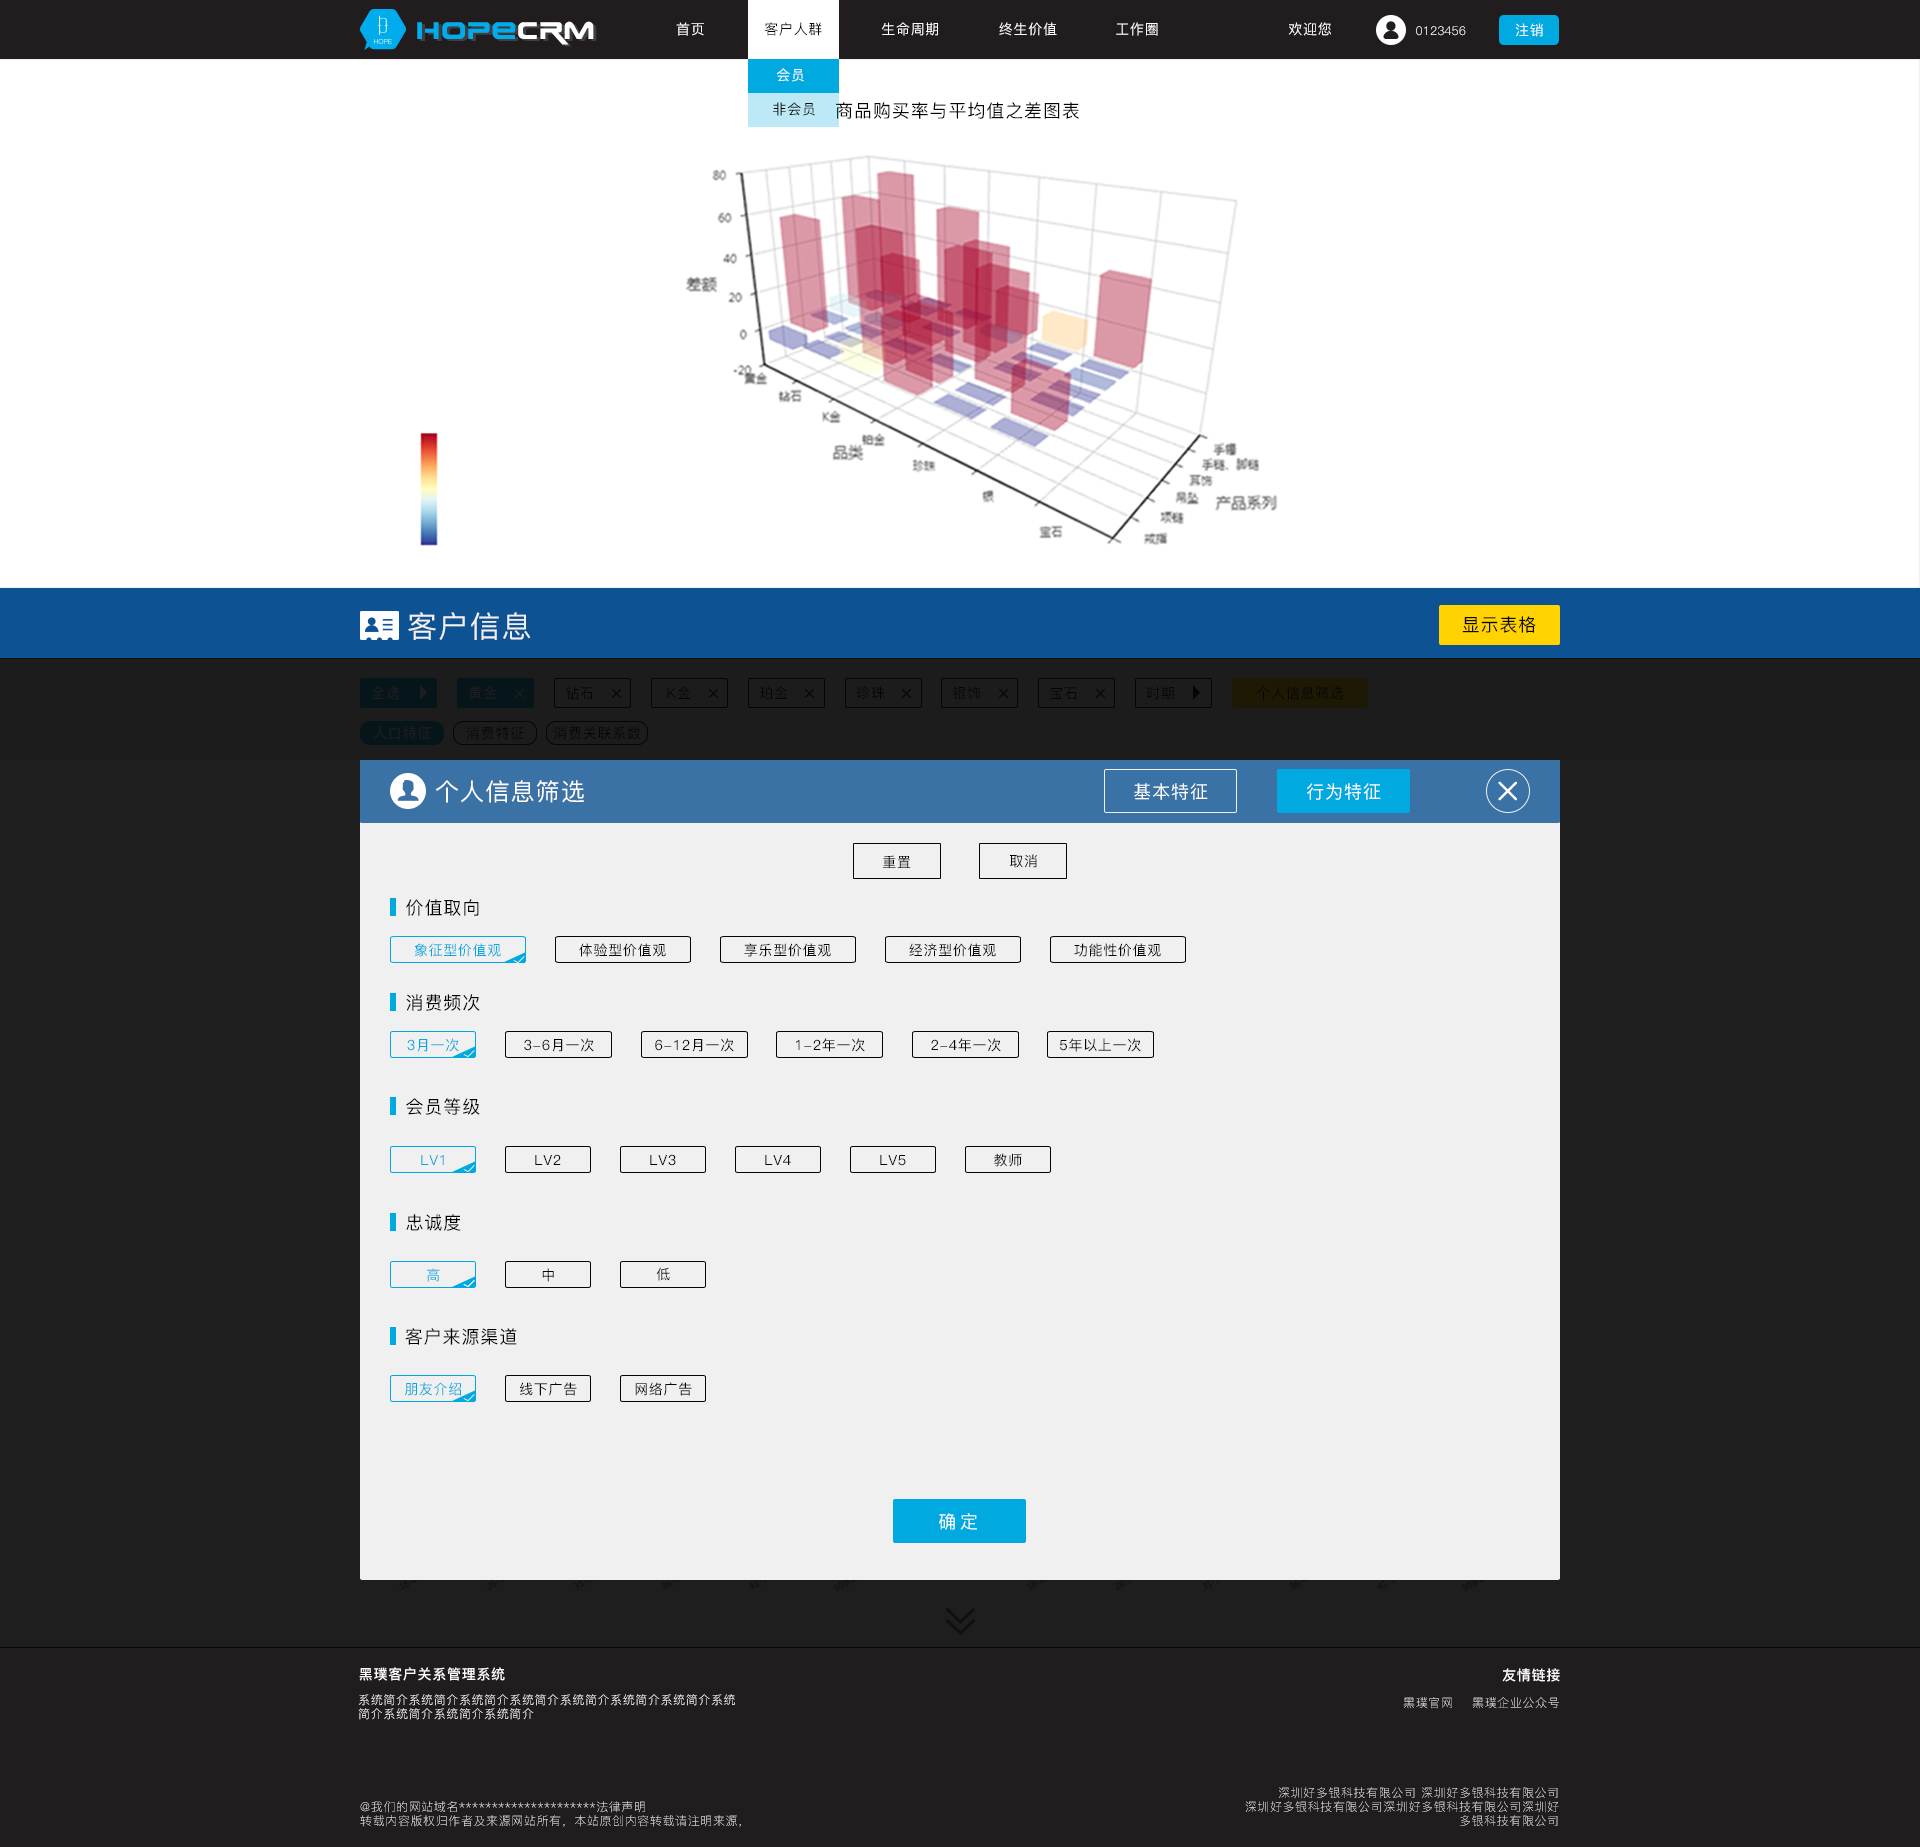 HOPE HOPECRM 首页 客户人群 生命周期 终生价值 工作圈 欢迎您 0123456 注销
会员
非会员
商品购买率与平均值之差图表
80
60
40
20
0
-20
差额
黄金
钻石
K金
铂金
珍珠
银
宝石
品类
手镯
手链、脚链
耳饰
吊坠
项链
戒指
产品系列
客户信息 显示表格
全选 黄金 钻石 K金 珀金 珍珠 银饰 宝石 时期 个人信息筛选
人口特征 消费特征 消费关联系数
个人信息筛选 基本特征 行为特征
重置 取消
价值取向
象征型价值观 体验型价值观 享乐型价值观 经济型价值观 功能性价值观
消费频次
3月一次 3-6月一次 6-12月一次 1-2年一次 2-4年一次 5年以上一次
会员等级
LV1 LV2 LV3 LV4 LV5 教师
忠诚度
高 中 低
客户来源渠道
朋友介绍 线下广告 网络广告
确定
黑璞客户关系管理系统 友情链接
系统简介系统简介系统简介系统简介系统简介系统简介系统简介系统
简介系统简介系统简介系统简介
黑璞官网 黑璞企业公众号
深圳好多银科技有限公司 深圳好多银科技有限公司
深圳好多银科技有限公司深圳好多银科技有限公司深圳好
多银科技有限公司
@我们的网站域名*********************法律声明
转载内容版权归作者及来源网站所有，本站原创内容转载请注明来源，